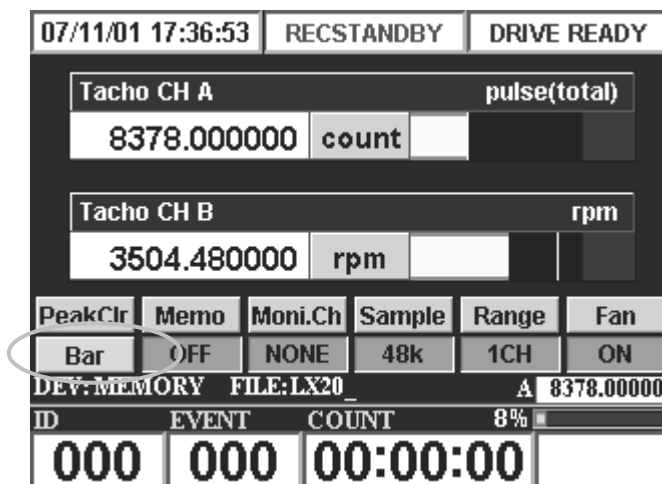 07/11/01 17:36:53 RECSTANDBY DRIVE READY
Tacho CH A pulse(total)
8378.000000 count
Tacho CH B rpm
3504.480000 rpm
PeakClr Memo Moni.Ch Sample Range Fan
Bar OFF NONE 48k 1CH ON
DEV:MEMORY FILE:LX20_ A 8378.00000
ID EVENT COUNT 8%
000 000 00:00:00